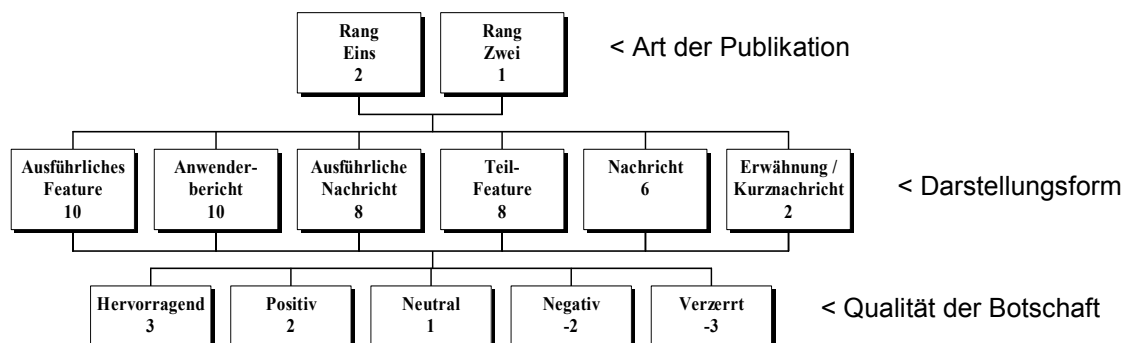 Rang
Eins
2
Rang
Zwei
1
< Art der Publikation
Ausführliches
Feature
10
Anwender-
bericht
10
Ausführliche
Nachricht
8
Teil-
Feature
8
Nachricht
6
Erwähnung /
Kurznachricht
2
< Darstellungsform
Hervorragend
3
Positiv
2
Neutral
1
Negativ
-2
Verzerrt
-3
< Qualität der Botschaft